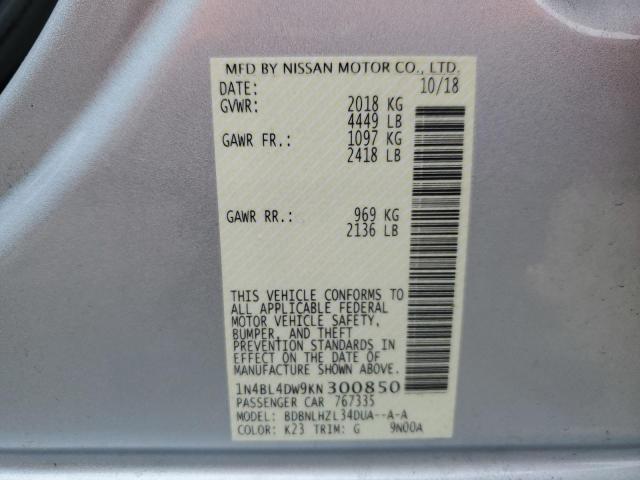 MFD BY NISSAN MOTOR CO., LTD.
DATE: 10/18
GVWR: 2018 KG
4449 LB
GAWR FR.: 1097 KG
2418 LB
GAWR RR.: 969 KG
2136 LB
THIS VEHICLE CONFORMS TO
ALL APPLICABLE FEDERAL
MOTOR VEHICLE SAFETY,
BUMPER, AND THEFT
PREVENTION STANDARDS IN
EFFECT ON THE DATE OF
MANUFACTURE SHOWN ABOVE.
1N4BL4DW9KN300850
PASSENGER CAR 767335
MODEL: BDBNLHZL34DUA--A-A
COLOR: K23 TRIM: G 9N00A